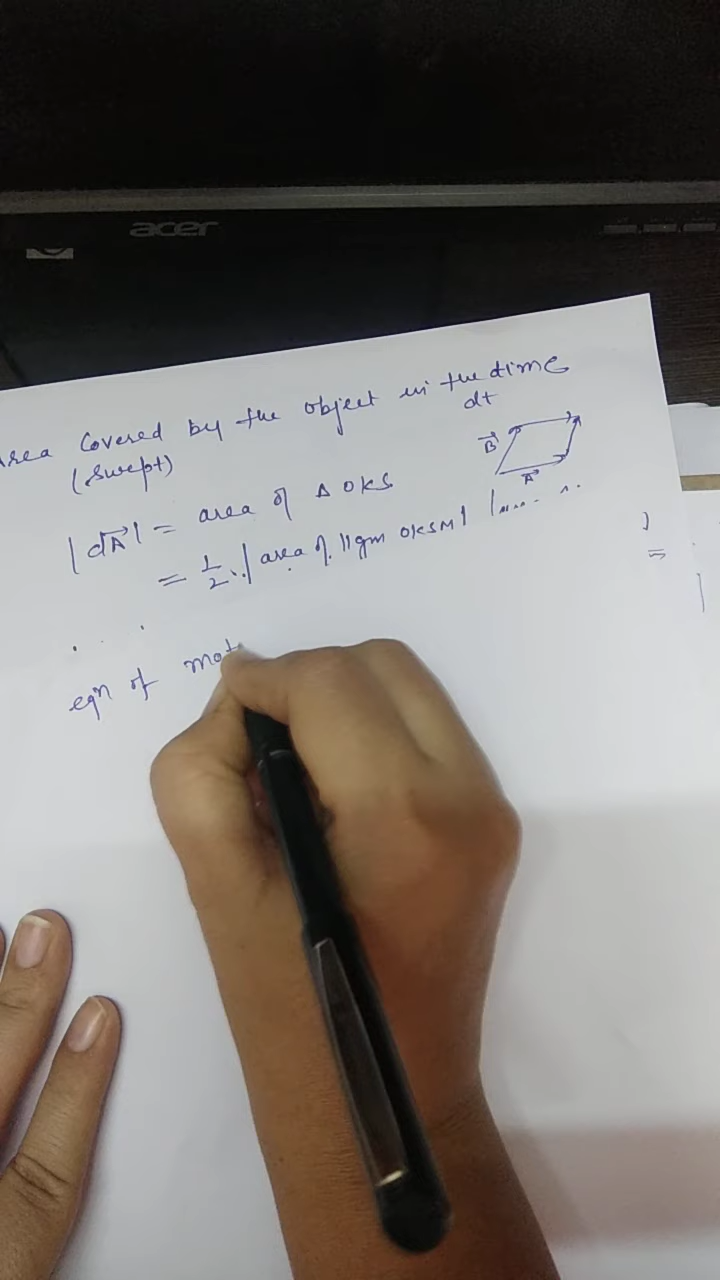 acer
Area Covered by the object in the time
dt
(Swept)
B
A
|dA| = area of Δ OKS
= 1/2 | area of ||gm OKSM |
=
eqn of mot